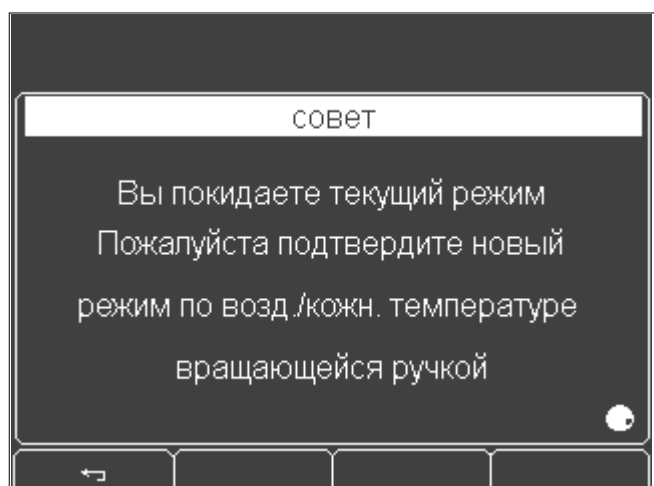 совет
Вы покидаете текущий режим
Пожалуйста подтвердите новый
режим по возд./кожн. температуре
вращающейся ручкой